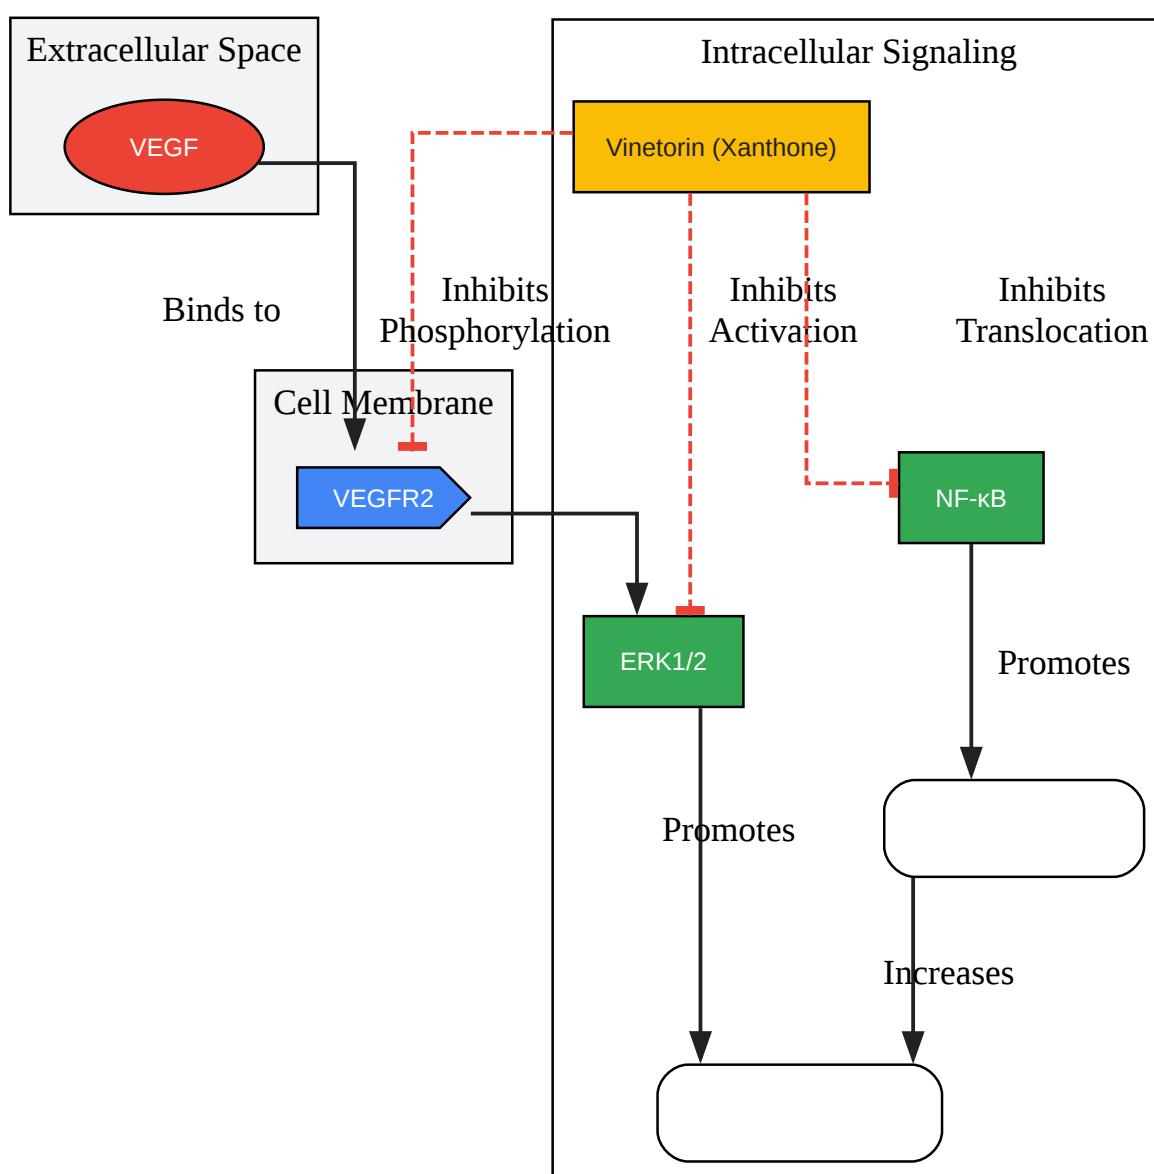 Extracellular Space
Intracellular Signaling
VEGF
Vinetorin (Xanthone)
Binds to
Inhibits
Phosphorylation
Inhibits
Activation
Inhibits
Translocation
Cell Membrane
VEGFR2
NF-κB
ERK1/2
Promotes
Promotes
Increases